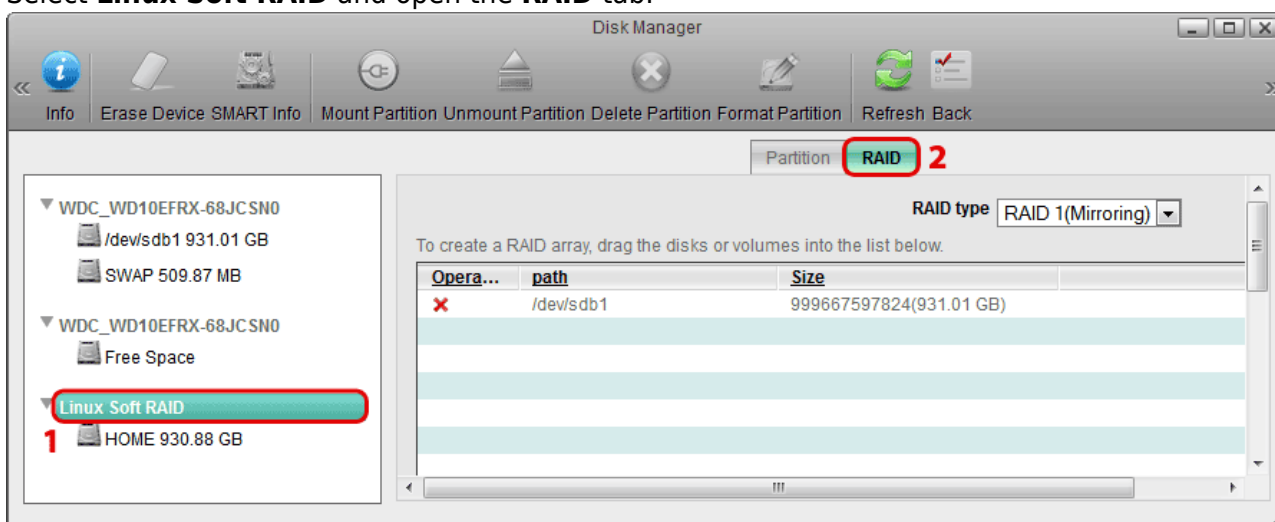 Select Linux Soft RAID and open the RAID tab.
Disk Manager
Info Erase Device SMART Info Mount Partition Unmount Partition Delete Partition Format Partition Refresh Back
Partition RAID 2
WDC_WD10EFRX-68JCSN0
/dev/sdb1 931.01 GB
SWAP 509.87 MB
WDC_WD10EFRX-68JCSN0
Free Space
Linux Soft RAID
1 HOME 930.88 GB
RAID type RAID 1(Mirroring)
To create a RAID array, drag the disks or volumes into the list below.
Opera... path Size
/dev/sdb1 999667597824(931.01 GB)